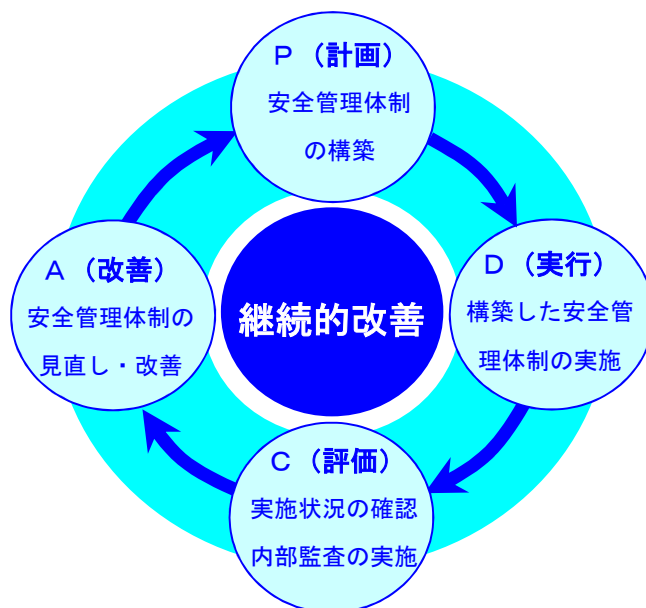 P（計画）
安全管理体制
の構築
D（実行）
構築した安全管
理体制の実施
C（評価）
実施状況の確認
内部監査の実施
A（改善）
安全管理体制の
見直し・改善
継続的改善